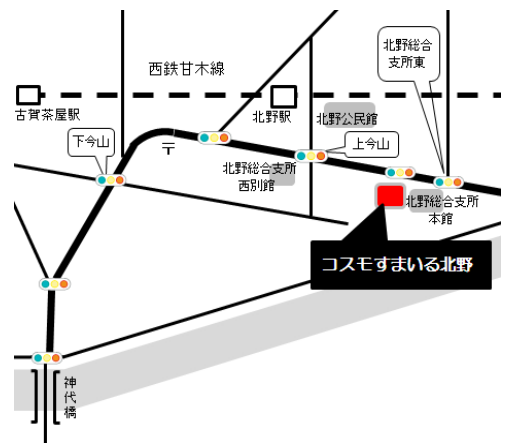 西鉄甘木線
北野総合
支所東
古賀茶屋駅
北野駅
北野公民館
下今山
〒
上今山
北野総合支所
西別館
北野総合支所
本館
コスモすまいる北野
神代橋